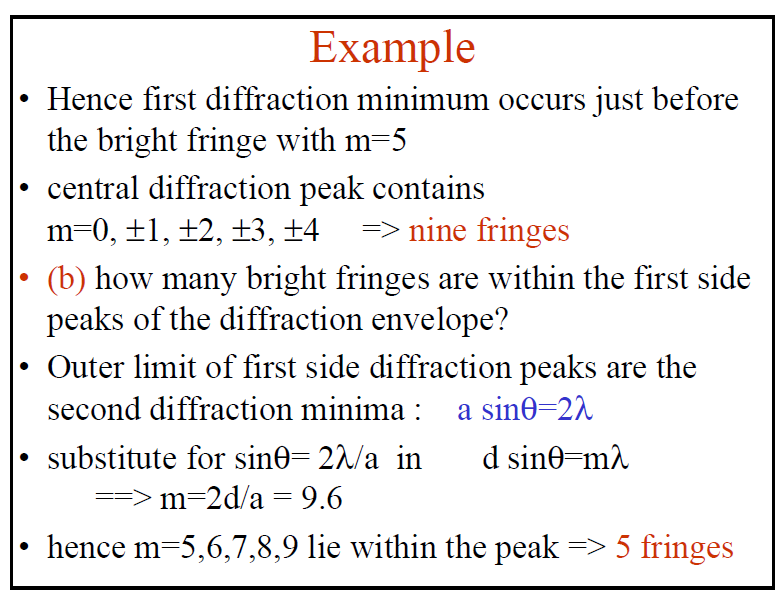 Example
• Hence first diffraction minimum occurs just before
the bright fringe with m=5
• central diffraction peak contains
m=0, ±1, ±2, ±3, ±4 => nine fringes
• (b) how many bright fringes are within the first side
peaks of the diffraction envelope?
• Outer limit of first side diffraction peaks are the
second diffraction minima : a sinθ=2λ
• substitute for sinθ= 2λ/a in d sinθ=mλ
==> m=2d/a = 9.6
• hence m=5,6,7,8,9 lie within the peak => 5 fringes